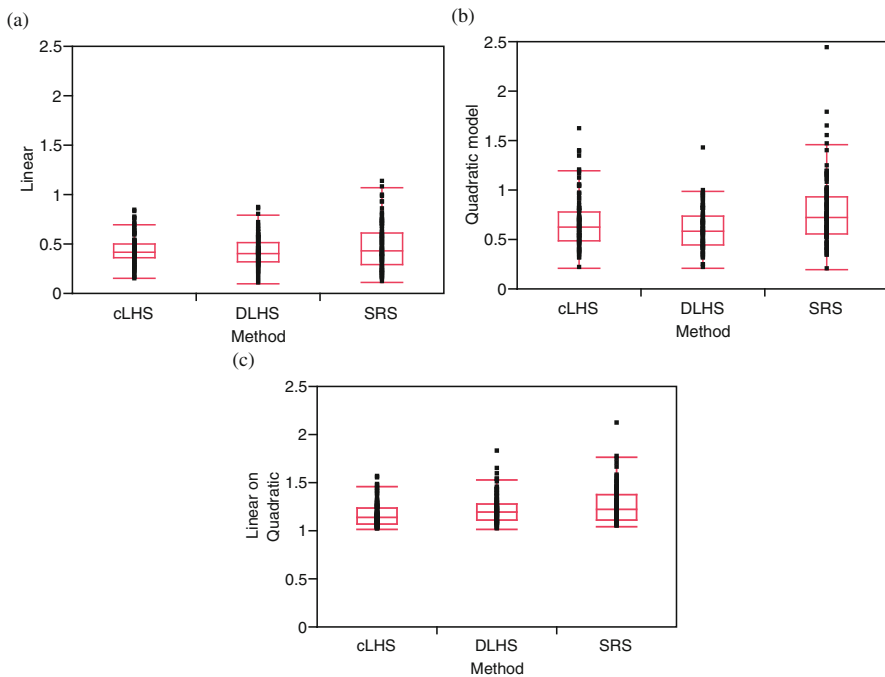 (a)
2.5
2
1.5
1
0.5
0
Linear
cLHS DLHS SRS
Method
(b)
2.5
2
1.5
1
0.5
0
Quadratic model
cLHS DLHS SRS
Method
(c)
2.5
2
1.5
1
0.5
0
Linear on
Quadratic
cLHS DLHS SRS
Method